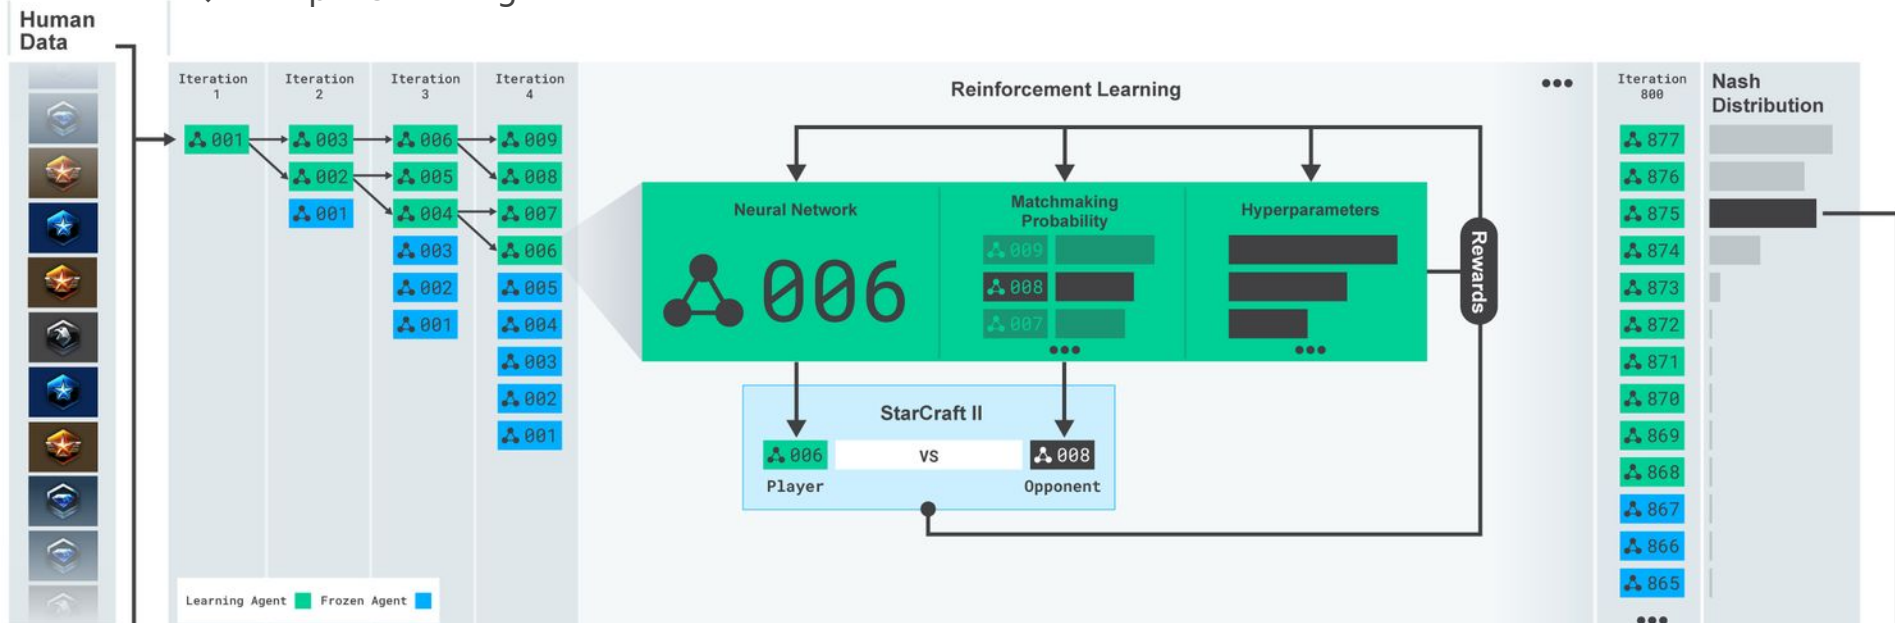 Human
Data
Iteration
1
001
Iteration
2
003
002
001
Iteration
3
006
005
004
003
002
001
Iteration
4
009
008
007
006
005
004
003
002
001
Learning Agent
Frozen Agent
Reinforcement Learning
Neural Network
006
Matchmaking
Probability
009
008
007
•••
Hyperparameters
•••
Rewards
StarCraft II
006
VS
008
Player
Opponent
•••
Iteration
800
877
876
875
874
873
872
871
870
869
868
867
866
865
•••
Nash
Distribution